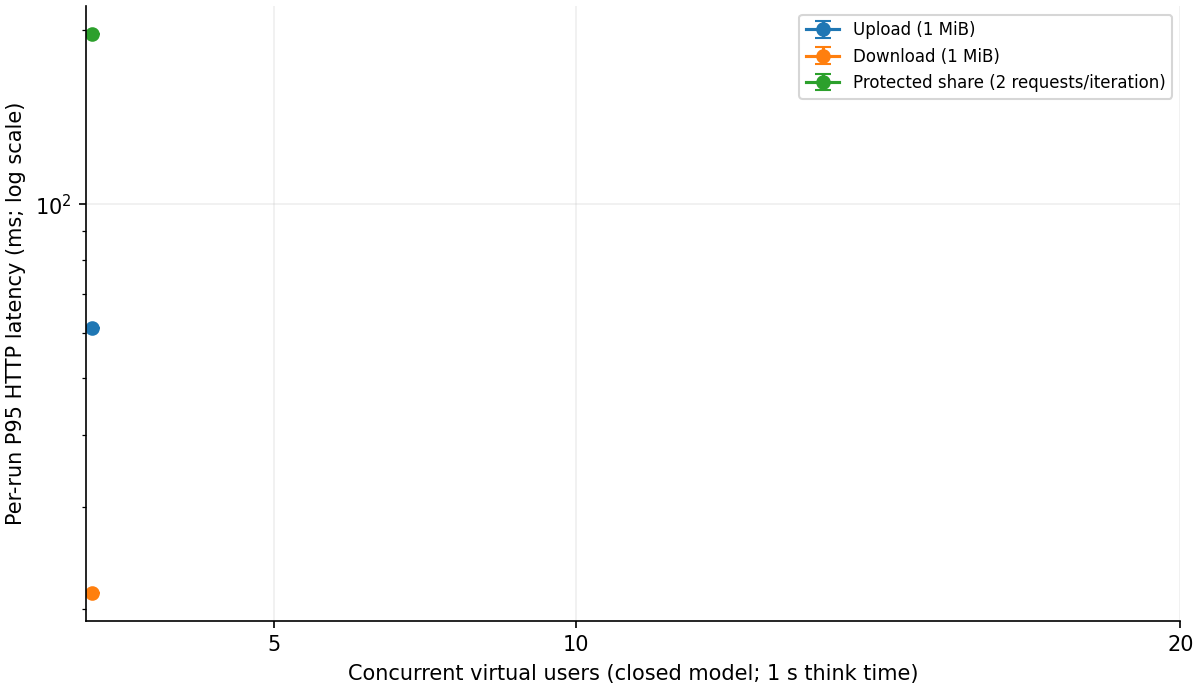 Upload (1 MiB)
Download (1 MiB)
Protected share (2 requests/iteration)
Per-run P95 HTTP latency (ms; log scale)
10²
5 10 20
Concurrent virtual users (closed model; 1 s think time)